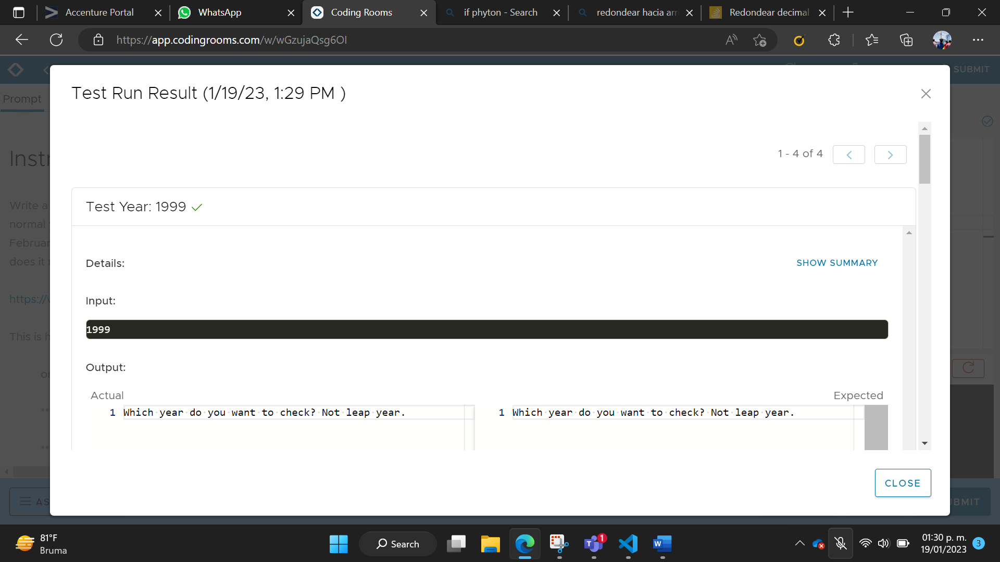 Accenture Portal
WhatsApp
Coding Rooms
if phyton - Search
redondear hacia arri
Redondear decimal
https://app.codingrooms.com/w/wGzujaQsg6Ol
SUBMIT
Prompt
Test Run Result (1/19/23, 1:29 PM )
Instr
Write a
normal
Februar
does it
https://w
This is h
1 - 4 of 4
Test Year: 1999
Details:
SHOW SUMMARY
Input:
1999
Output:
Actual
Expected
1 Which year do you want to check? Not leap year.
1 Which year do you want to check? Not leap year.
CLOSE
AS
UBMIT
81°F
Bruma
Search
1
01:30 p. m.
19/01/2023
3